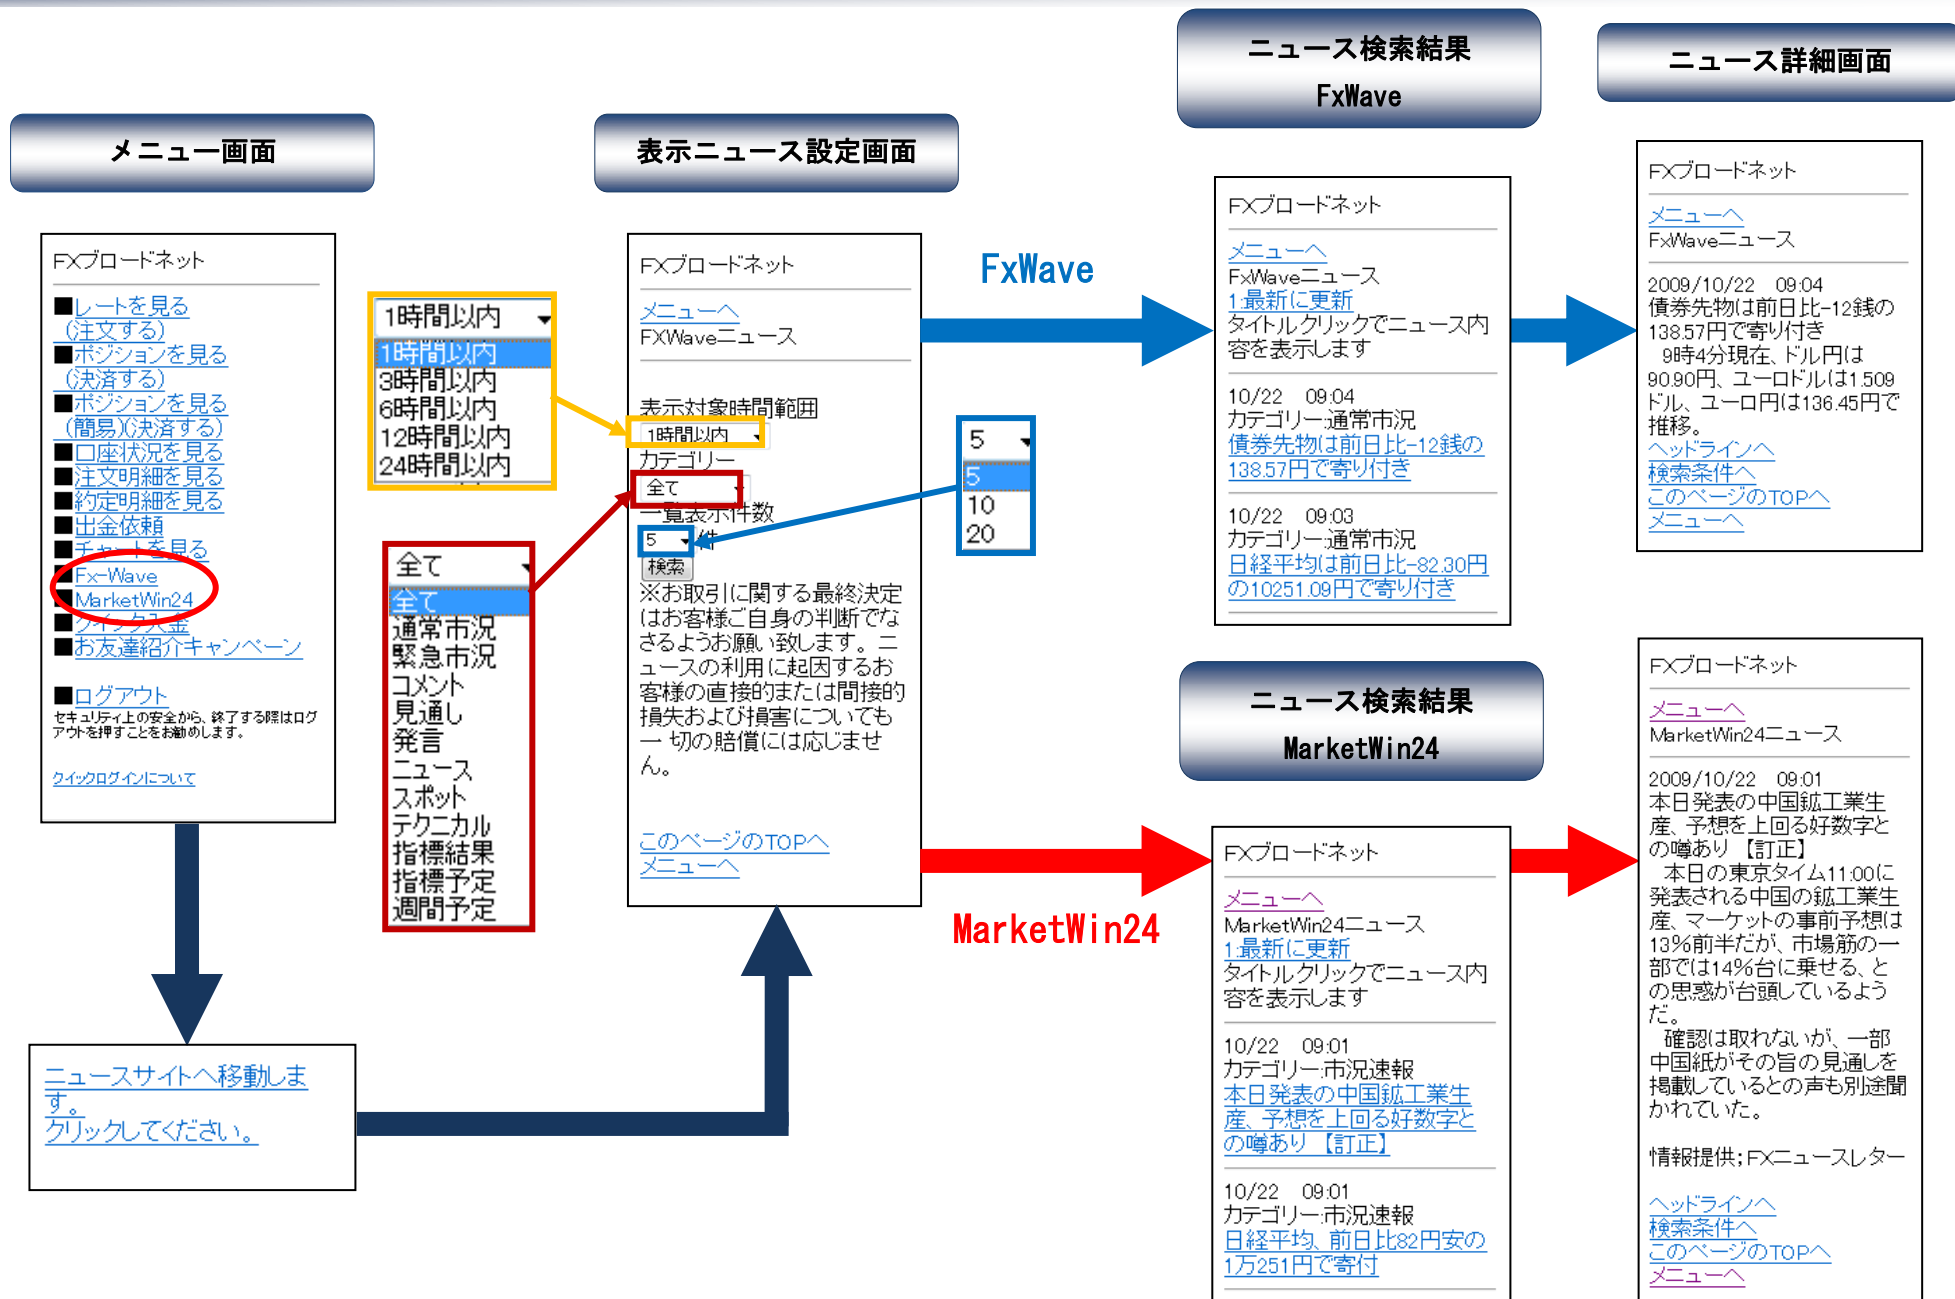 メニュー画面
FXブロードネット
■レートを見る
(注文する)
■ポジションを見る
(決済する)
■ポジションを見る
(簡易)(決済する)
■口座状況を見る
■注文明細を見る
■約定明細を見る
■出金依頼
■チャートを見る
■Fx-Wave
■MarketWin24
■クイック入金
■お友達紹介キャンペーン
■ログアウト
セキュリティ上の安全から、終了する際はログ
アウトを押すことをお勧めします。
クイックログインについて
ニュースサイトへ移動しま
す。
クリックしてください。
1時間以内
1時間以内
3時間以内
6時間以内
12時間以内
24時間以内
全て
全て
通常市況
緊急市況
コメント
見通し
発言
ニュース
スポット
テクニカル
指標結果
指標予定
週間予定
表示ニュース設定画面
FXブロードネット
メニューへ
FXWaveニュース
表示対象時間範囲
1時間以内
カテゴリー
全て
一覧表示件数
5 件
検索
※お取引に関する最終決定
はお客様ご自身の判断でな
さるようお願い致します。ニ
ュースの利用に起因するお
客様の直接的または間接的
損失および損害についても
一切の賠償には応じませ
ん。
このページのTOPへ
メニューへ
5
5
10
20
FxWave
MarketWin24
ニュース検索結果
FxWave
FXブロードネット
メニューへ
FxWaveニュース
1:最新に更新
タイトルクリックでニュース内
容を表示します
10/22 09:04
カテゴリー:通常市況
債券先物は前日比-12銭の
138.57円で寄り付き
10/22 09:03
カテゴリー:通常市況
日経平均は前日比-82.30円
の10251.09円で寄り付き
ニュース検索結果
MarketWin24
FXブロードネット
メニューへ
MarketWin24ニュース
1:最新に更新
タイトルクリックでニュース内
容を表示します
10/22 09:01
カテゴリー:市況速報
本日発表の中国鉱工業生
産、予想を上回る好数字と
の噂あり 【訂正】
10/22 09:01
カテゴリー:市況速報
日経平均、前日比82円安の
1万251円で寄付
ニュース詳細画面
FXブロードネット
メニューへ
FxWaveニュース
2009/10/22 09:04
債券先物は前日比-12銭の
138.57円で寄り付き
9時4分現在、ドル円は
90.90円、ユーロドルは1.509
ドル、ユーロ円は136.45円で
推移。
ヘッドラインへ
検索条件へ
このページのTOPへ
メニューへ
FXブロードネット
メニューへ
MarketWin24ニュース
2009/10/22 09:01
本日発表の中国鉱工業生
産、予想を上回る好数字と
の噂あり 【訂正】
本日の東京タイム11:00に
発表される中国の鉱工業生
産、マーケットの事前予想は
13%前半だが、市場筋の一
部では14%台に乗せる、と
の思惑が台頭しているよう
だ。
確認は取れないが、一部
中国紙がその旨の見通しを
掲載しているとの声も別途聞
かれていた。
情報提供;FXニュースレター
ヘッドラインへ
検索条件へ
このページのTOPへ
メニューへ